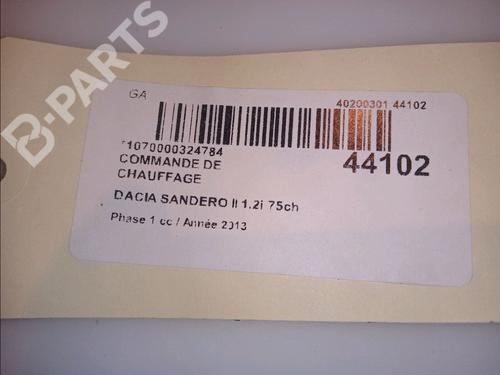 B-PARTS
GA
40200301 44102
*1070000324784
44102
COMMANDE DE
CHAUFFAGE
DACIA SANDERO II 1.2i 75ch
Phase 1 cc / Année 2013